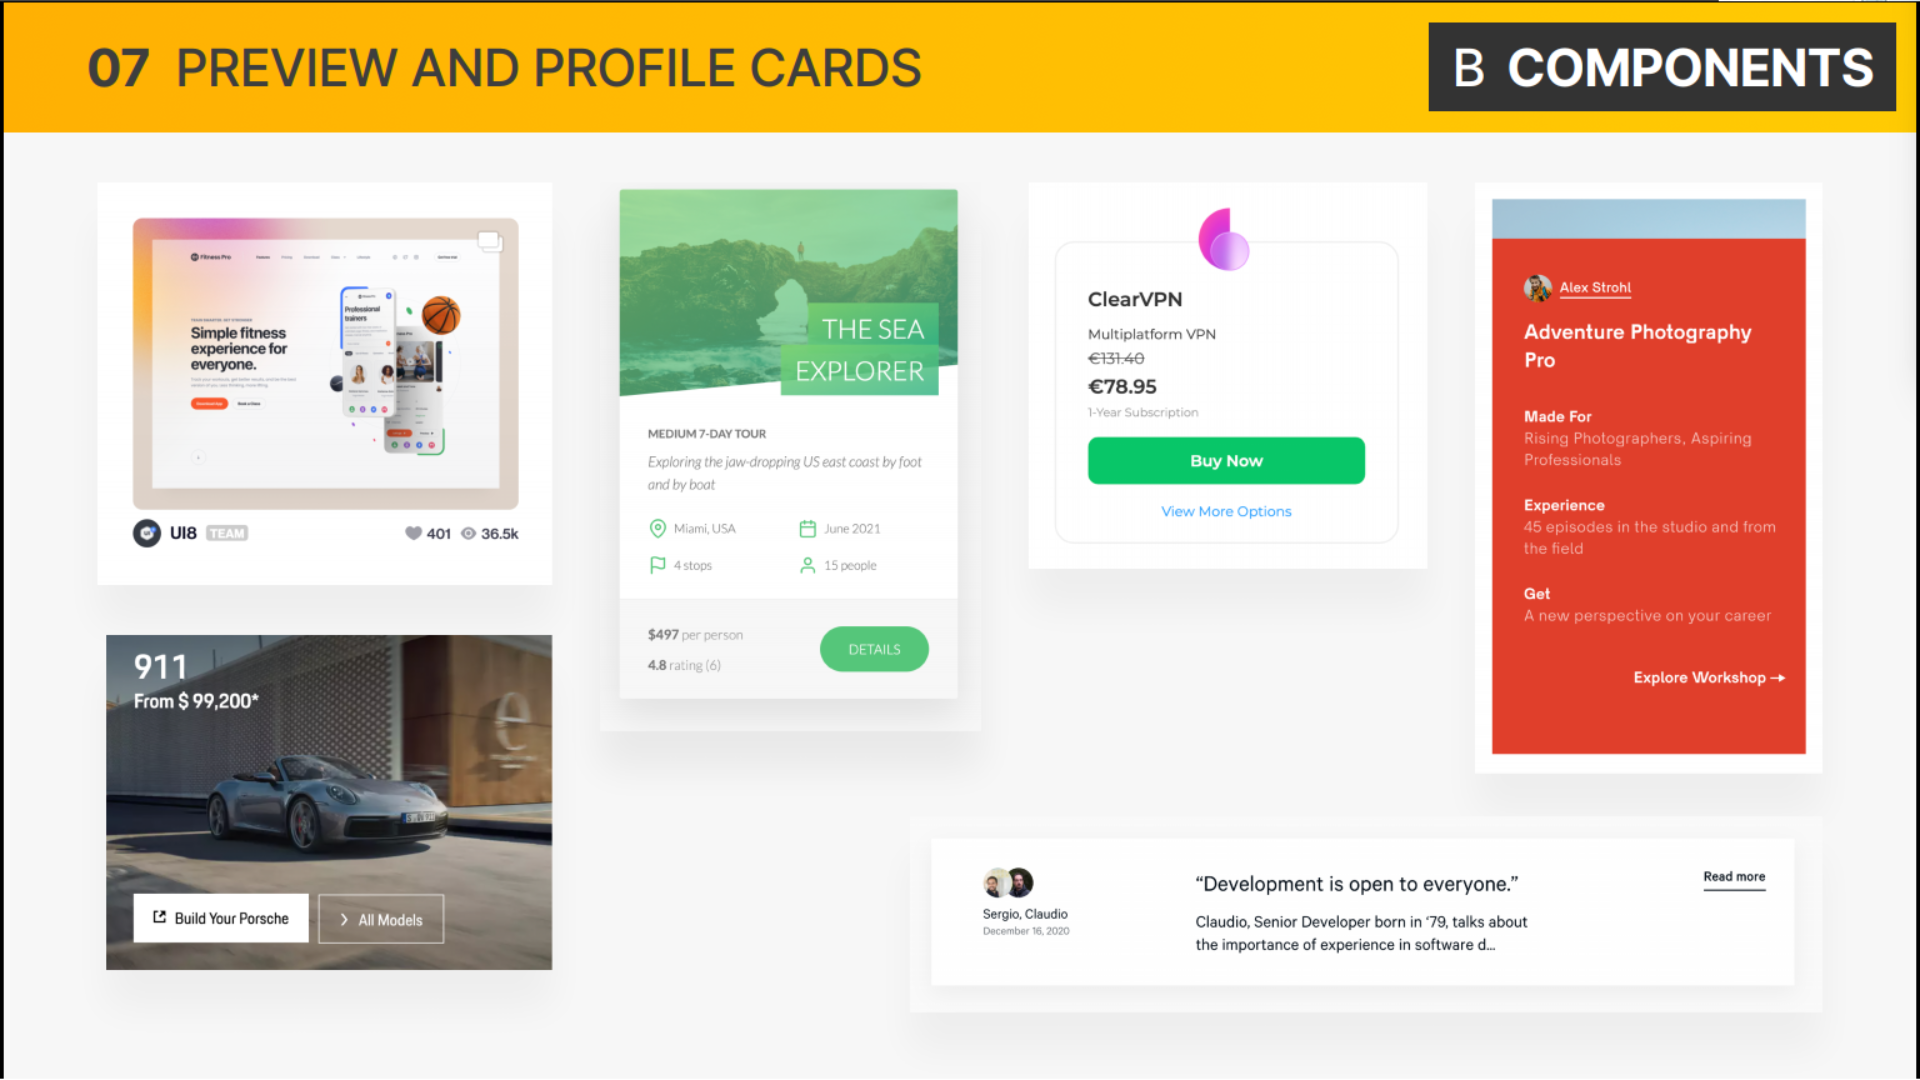 07 PREVIEW AND PROFILE CARDS
B COMPONENTS
Fitness Pro
Simple fitness
experience for
everyone.
Professional
trainers
UI8 TEAM
401 36.5k
911
From $ 99,200*
Build Your Porsche
All Models
THE SEA
EXPLORER
MEDIUM 7-DAY TOUR
Exploring the jaw-dropping US east coast by foot
and by boat
Miami, USA
June 2021
4 stops
15 people
$497 per person
4.8 rating (6)
DETAILS
ClearVPN
Multiplatform VPN
€131.40
€78.95
1-Year Subscription
Buy Now
View More Options
Alex Strohl
Adventure Photography
Pro
Made For
Rising Photographers, Aspiring
Professionals
Experience
45 episodes in the studio and from
the field
Get
A new perspective on your career
Explore Workshop →
Sergio, Claudio
December 16, 2020
“Development is open to everyone.”
Claudio, Senior Developer born in ‘79, talks about
the importance of experience in software d...
Read more